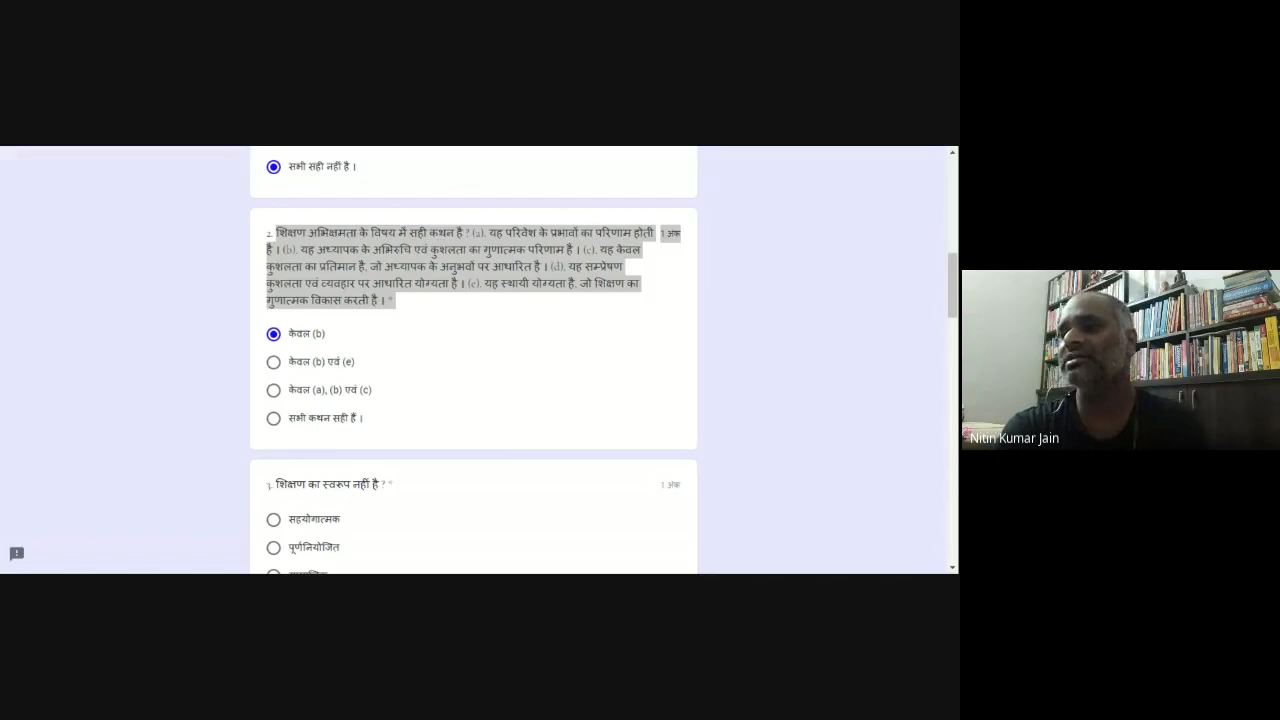 सभी सही नहीं है ।
2. शिक्षण अभिक्षमता के विषय में सही कथन है ? (a). यह परिवेश के प्रभावों का परिणाम होती 1 अंक
है । (b). यह अध्यापक के अभिरुचि एवं कुशलता का गुणात्मक परिणाम है । (c). यह केवल
कुशलता का प्रतिमान है, जो अध्यापक के अनुभवों पर आधारित है । (d). यह सम्प्रेषण
कुशलता एवं व्यवहार पर आधारित योग्यता है । (e). यह स्थायी योग्यता, जो शिक्षण का
गुणात्मक विकास करती है । *
केवल (b)
केवल (b) एवं (e)
केवल (a), (b) एवं (c)
सभी कथन सही हैं ।
3. शिक्षण का स्वरूप नहीं है ? * 1 अंक
सहयोगात्मक
पूर्णनियोजित
Nitin Kumar Jain